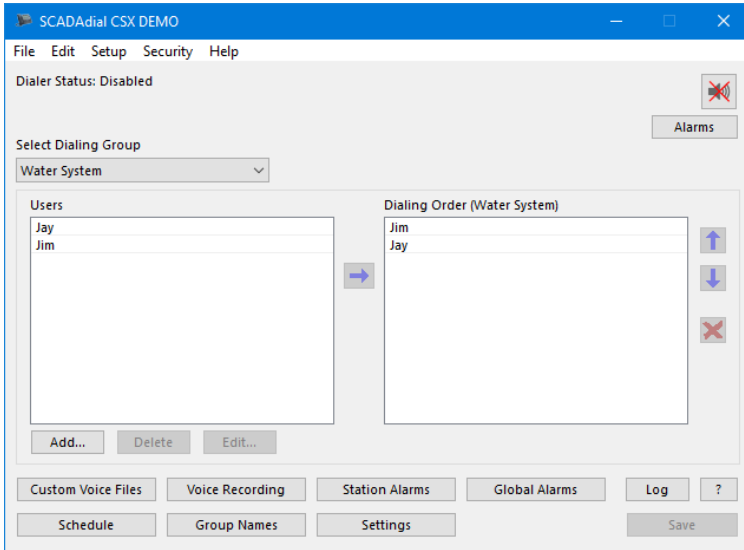 SCADAdial CSX DEMO
File Edit Setup Security Help
Dialer Status: Disabled
Alarms
Select Dialing Group
Water System
Users
Jay
Jim
Dialing Order (Water System)
Jim
Jay
Add... Delete Edit...
Custom Voice Files Voice Recording Station Alarms Global Alarms Log ?
Schedule Group Names Settings Save